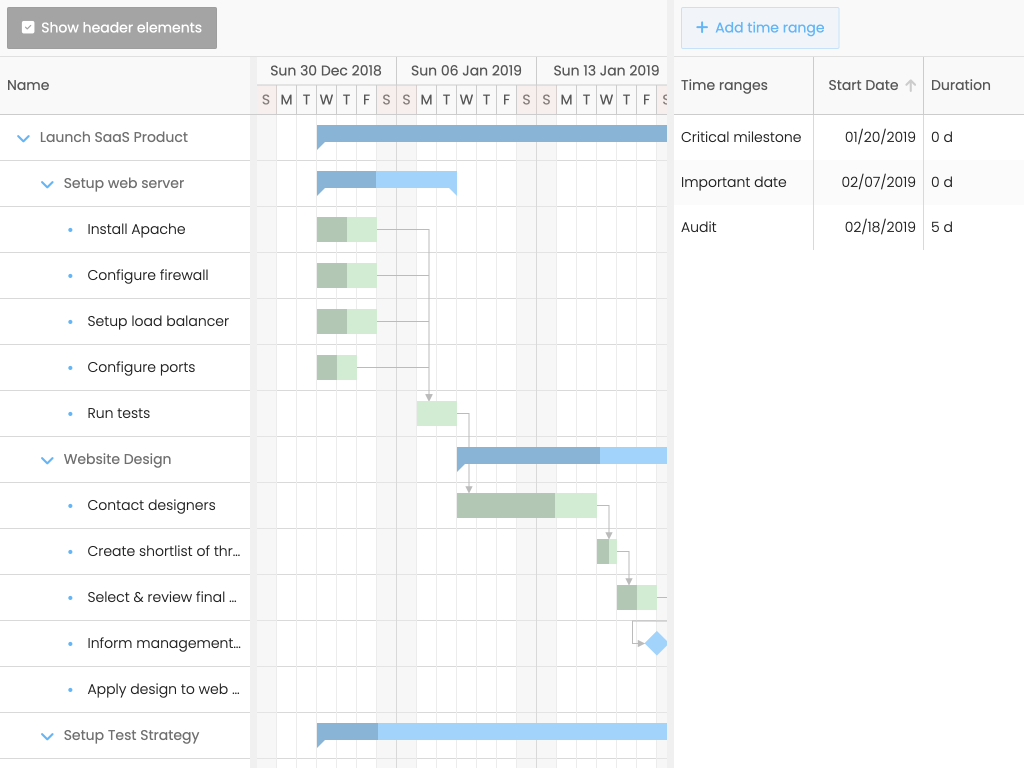 Show header elements
Add time range
Name
Sun 30 Dec 2018 Sun 06 Jan 2019 Sun 13 Jan 2019
S M T W T F S S M T W T F S S M T W T F S
Time ranges Start Date Duration
Launch SaaS Product
Setup web server
Install Apache
Configure firewall
Setup load balancer
Configure ports
Run tests
Website Design
Contact designers
Create shortlist of thr...
Select & review final ...
Inform management...
Apply design to web ...
Setup Test Strategy
Critical milestone 01/20/2019 0 d
Important date 02/07/2019 0 d
Audit 02/18/2019 5 d